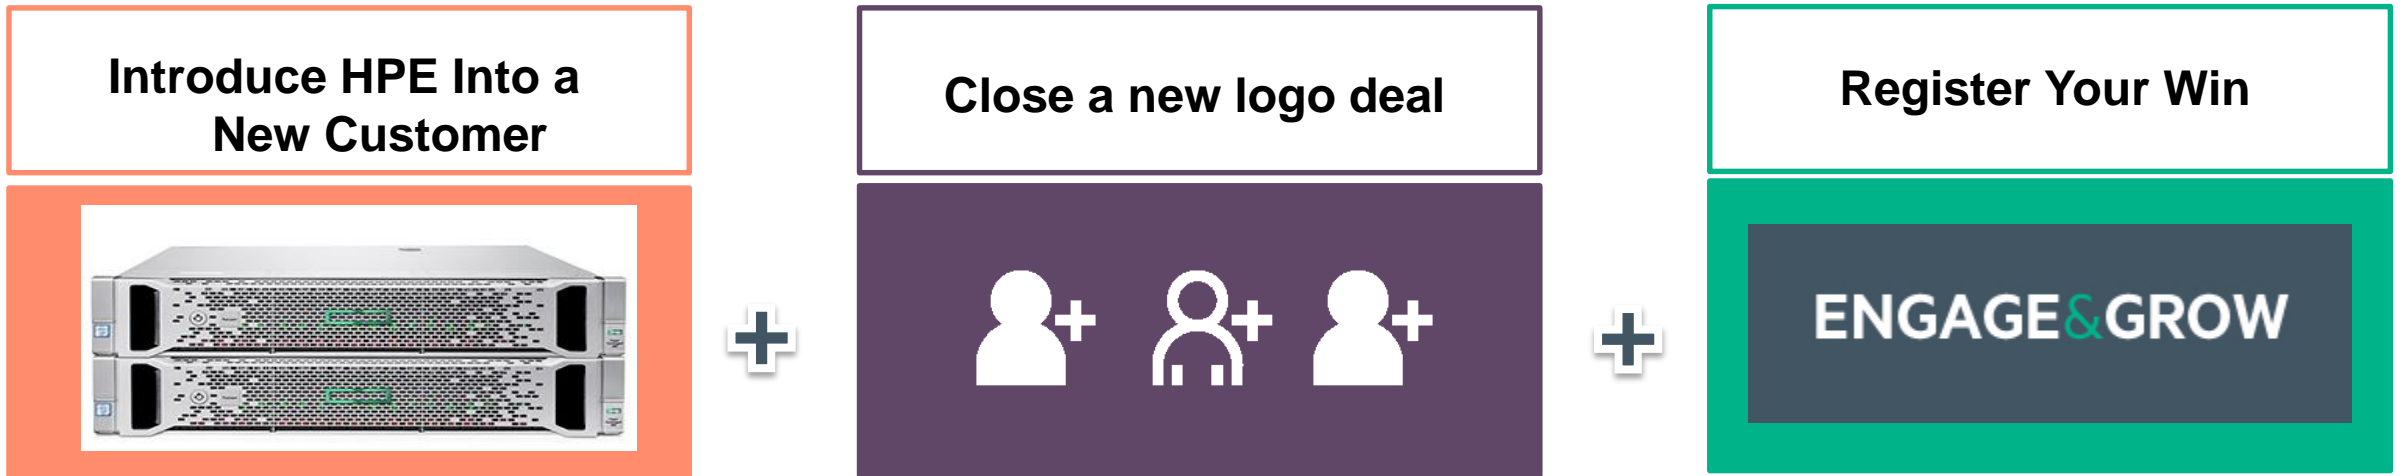 Introduce HPE Into a
New Customer
Close a new logo deal
Register Your Win
ENGAGE&GROW